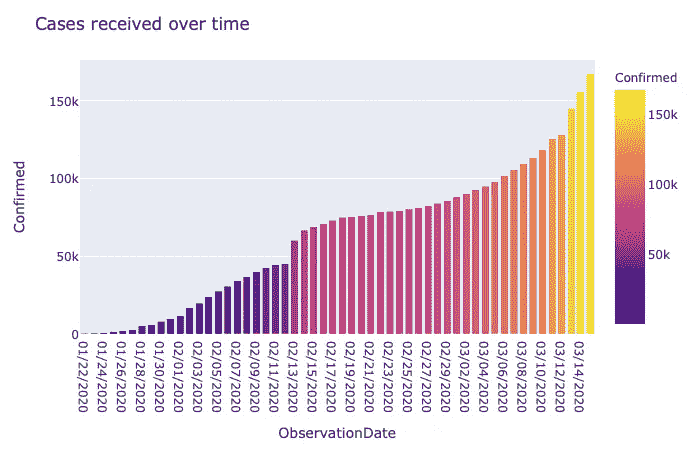 Cases received over time
Confirmed
150k
100k
50k
0
Confirmed
150k
100k
50k
01/22/2020
01/24/2020
01/26/2020
01/28/2020
01/30/2020
02/01/2020
02/03/2020
02/05/2020
02/07/2020
02/09/2020
02/11/2020
02/13/2020
02/15/2020
02/17/2020
02/19/2020
02/21/2020
02/23/2020
02/25/2020
02/27/2020
02/29/2020
03/02/2020
03/04/2020
03/06/2020
03/08/2020
03/10/2020
03/12/2020
03/14/2020
ObservationDate